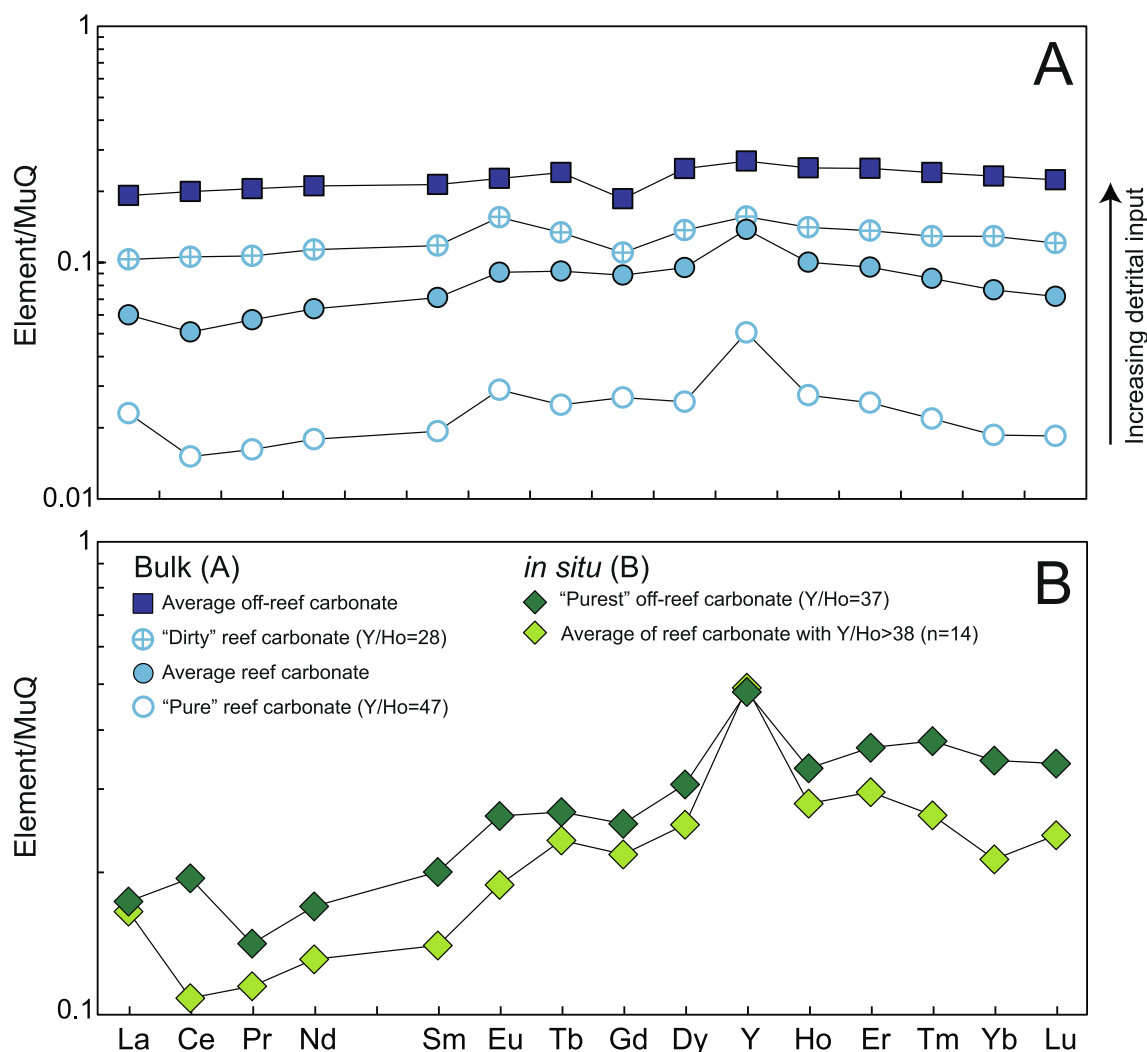 1
A
Element/MuQ
0.1
0.01
Increasing detrital input
1
B
Bulk (A)
Average off-reef carbonate
“Dirty” reef carbonate (Y/Ho=28)
Average reef carbonate
“Pure” reef carbonate (Y/Ho=47)
in situ (B)
“Purest” off-reef carbonate (Y/Ho=37)
Average of reef carbonate with Y/Ho>38 (n=14)
Element/MuQ
0.1
La Ce Pr Nd Sm Eu Tb Gd Dy Y Ho Er Tm Yb Lu